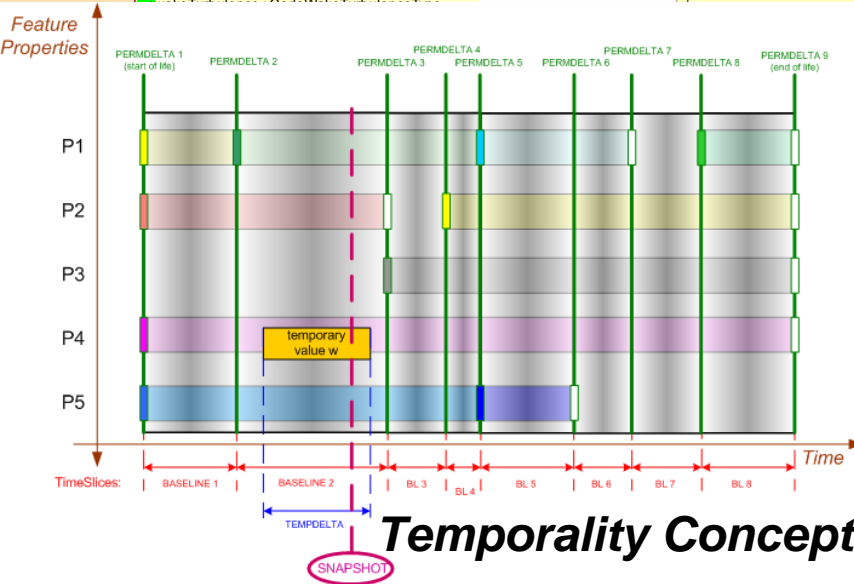 wakeTurbulence : CodeWakeTurbulenceType
Feature
Properties
PERMDELTA 1
(start of life)
PERMDELTA 2
PERMDELTA 3
PERMDELTA 4
PERMDELTA 5
PERMDELTA 6
PERMDELTA 7
PERMDELTA 8
PERMDELTA 9
(end of life)
P1
P2
P3
P4
temporary
value w
P5
Time
TimeSlices:
BASELINE 1
BASELINE 2
BL 3
BL 4
BL 5
BL 6
BL 7
BL 8
TEMPDELTA
Temporality Concept
SNAPSHOT